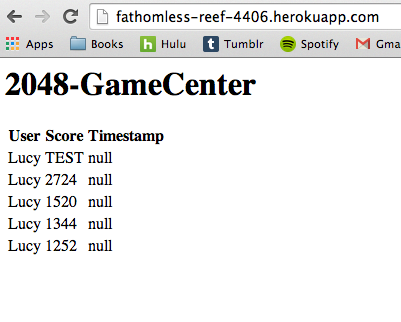 fathomless-reef-4406.herokuapp.com
Apps Books Hulu Tumblr Spotify
2048-GameCenter
User Score Timestamp
Lucy TEST null
Lucy 2724 null
Lucy 1520 null
Lucy 1344 null
Lucy 1252 null